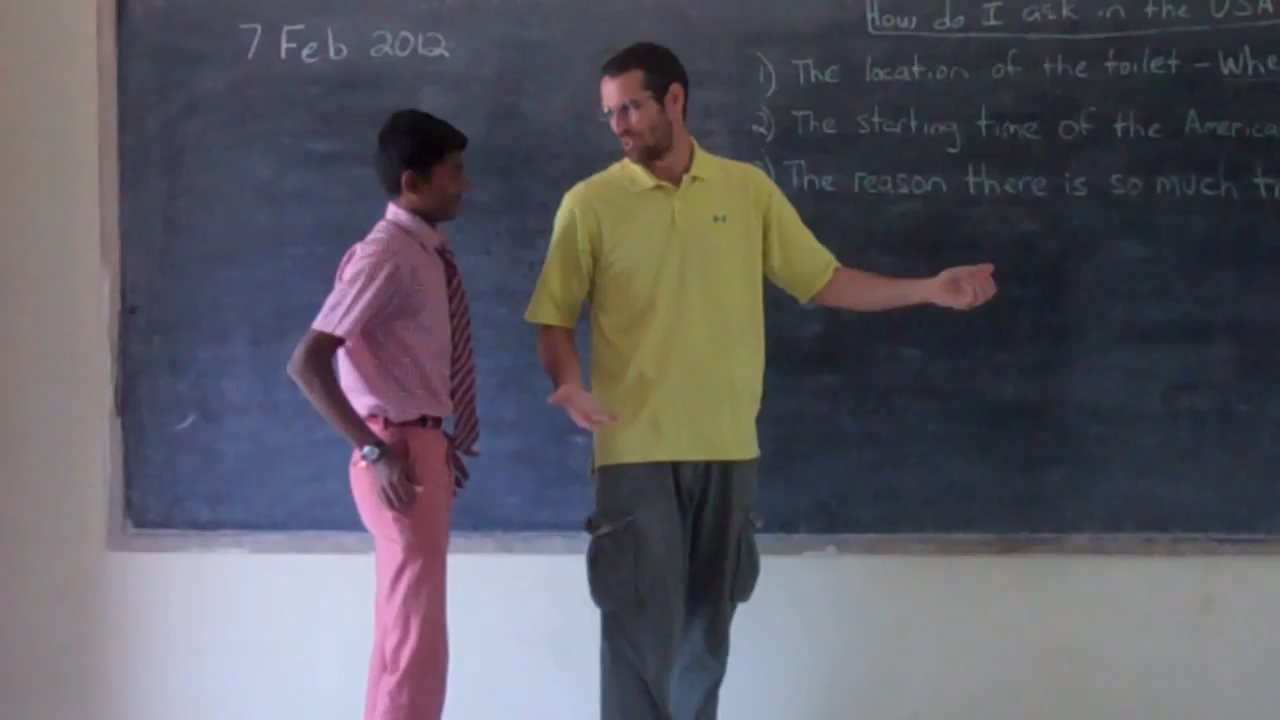 7 Feb 2012
How do I ask in the USA
1) The location of the toilet - Whe
2) The starting time of the America
) The reason there is so much